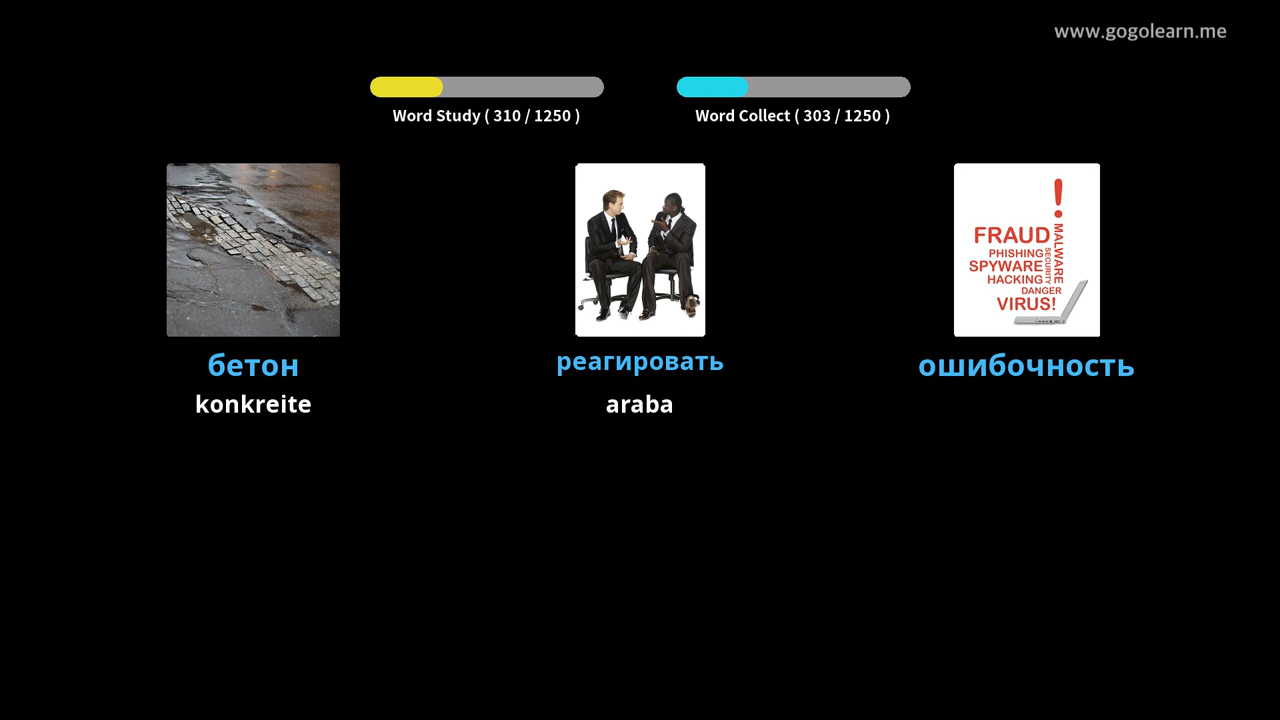 www.gogolearn.me
Word Study ( 310 / 1250 )
Word Collect ( 303 / 1250 )
!
FRAUD
MALWARE
PHISHING
SECURITY
SPYWARE
HACKING
DANGER
VIRUS!
бетон
реагировать
ошибочность
konkreite
araba